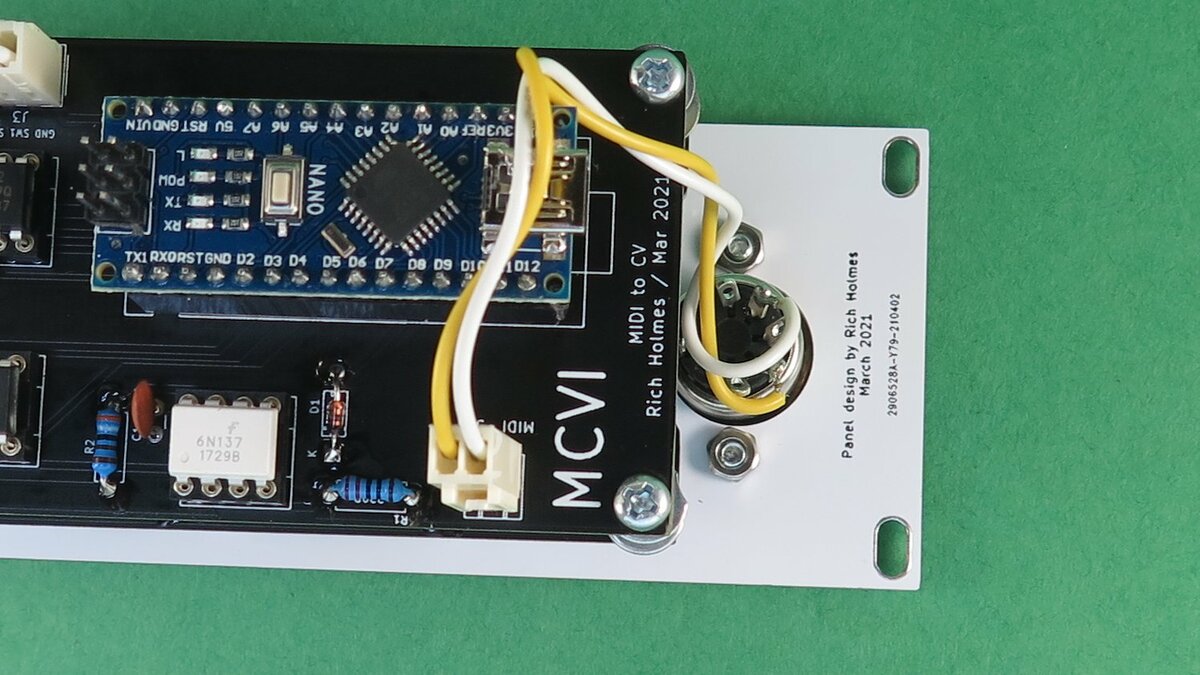 J3
GND SW1
VIN GND RST 5V A7 A6 A5 A4 A3 A2 A1 A0 REF 3V3
L
POW
TX
RX
NANO
TX1 RX0 RST GND D2 D3 D4 D5 D6 D7 D8 D9 D10 D12
MIDI to CV
Rich Holmes / Mar 2021
MCVI
MIDI
D1
K
R1
R2
6N137
1729B
Panel design by Rich Holmes
March 2021
2906528A-Y79-210402